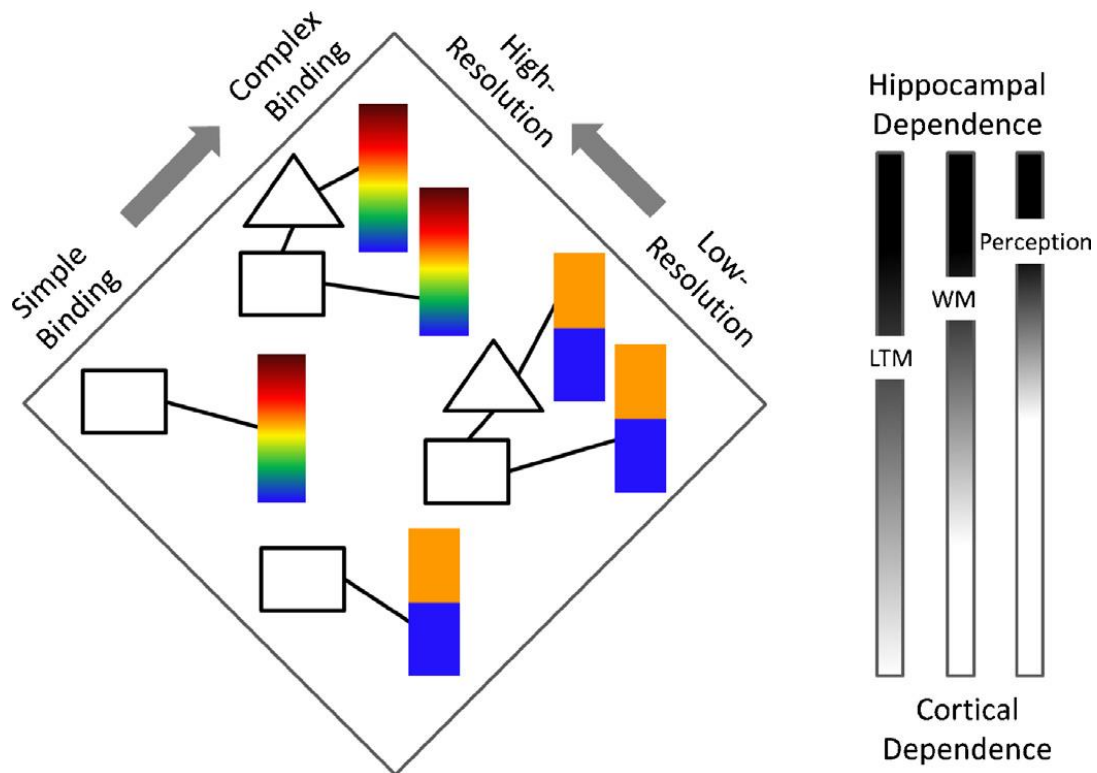 Simple
Binding
Complex
Binding
High-
Resolution
Low-
Resolution
Hippocampal
Dependence
LTM
WM
Perception
Cortical
Dependence